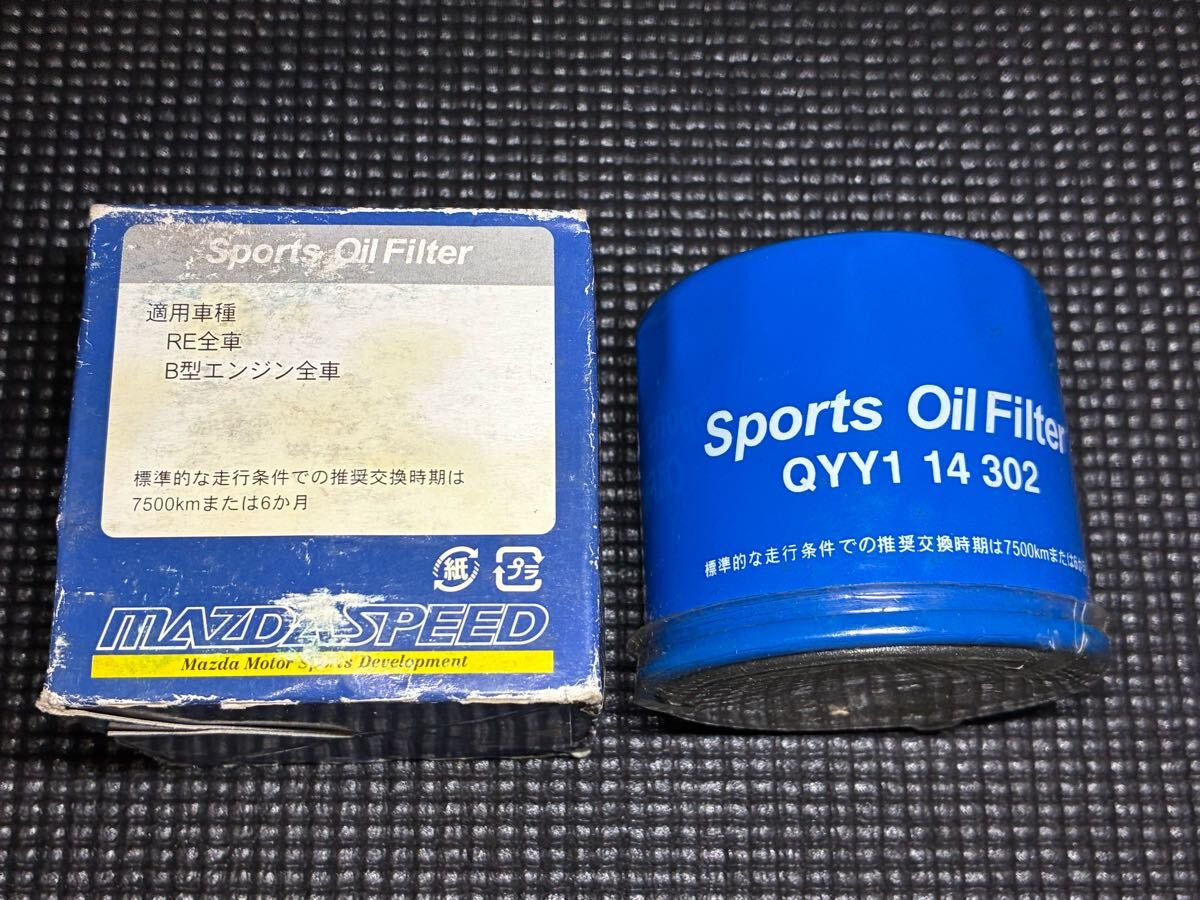 Sports Oil Filter
適用車種
RE全車
B型エンジン全車
標準的な走行条件での推奨交換時期は
7500kmまたは6か月
紙
プラ
MAZDASPEED
Mazda Motor Sports Development
Sports Oil Filter
QYY1 14 302
標準的な走行条件での推奨交換時期は7500kmまたは6か